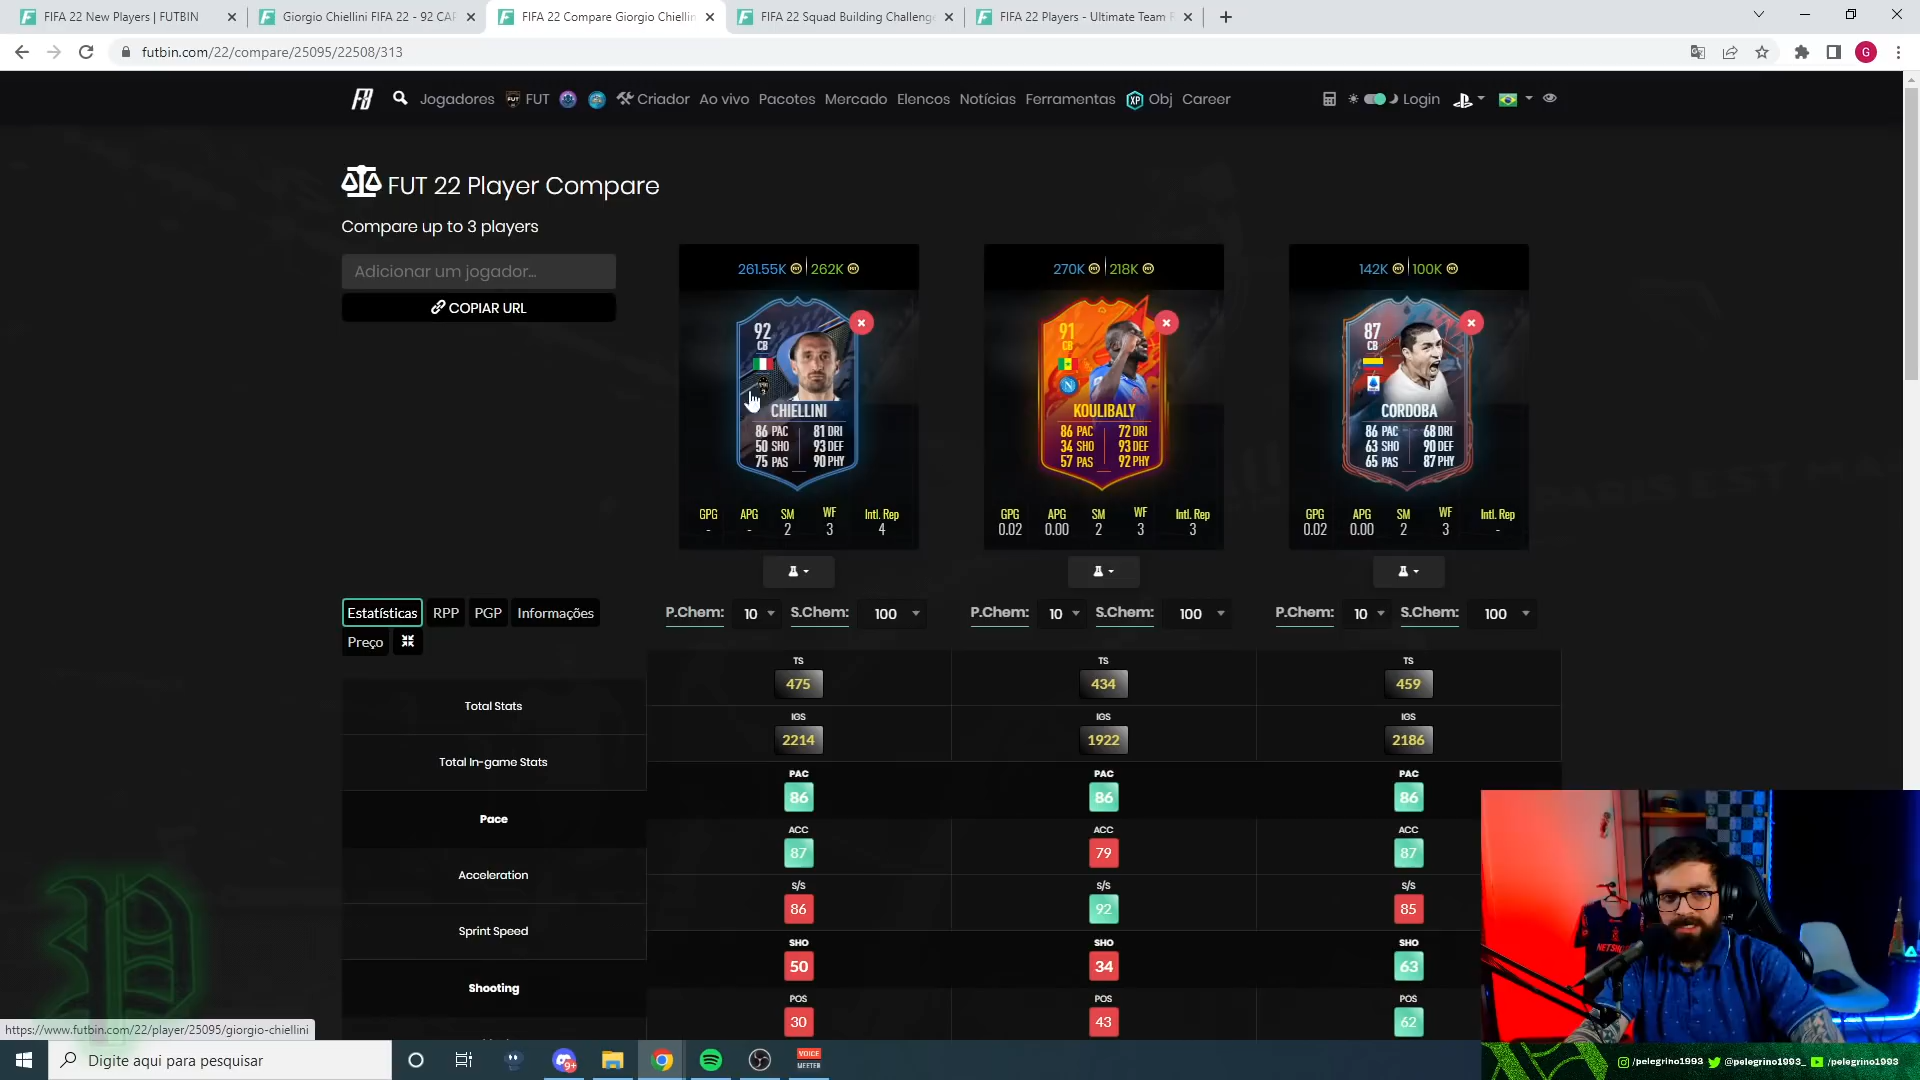 FIFA 22 New Players | FUTBIN
Giorgio Chiellini FIFA 22 - 92 CAP
FIFA 22 Compare Giorgio Chiellin
FIFA 22 Squad Building Challenge
FIFA 22 Players - Ultimate Team F
futbin.com/22/compare/25095/22508/313
G
Jogadores FUT Criador Ao vivo Pacotes Mercado Elencos Notícias Ferramentas XP Obj Career Login
FUT 22 Player Compare
Compare up to 3 players
Adicionar um jogador...
COPIAR URL
261.55K 262K
92
CB
CHIELLINI
86 PAC 81 DRI
50 SHO 93 DEF
75 PAS 90 PHY
GPG APG SM WF Intl. Rep
- - 2 3 4
270K 218K
91
CB
KOULIBALY
86 PAC 72 DRI
34 SHO 93 DEF
57 PAS 92 PHY
GPG APG SM WF Intl. Rep
0.02 0.00 2 3 3
142K 100K
87
CB
CORDOBA
86 PAC 68 DRI
63 SHO 90 DEF
65 PAS 87 PHY
GPG APG SM WF Intl. Rep
0.02 0.00 2 3 -
Estatísticas RPP PGP Informações
Preço
P.Chem: 10 S.Chem: 100
P.Chem: 10 S.Chem: 100
P.Chem: 10 S.Chem: 100
TS TS TS
Total Stats 475 434 459
IGS IGS IGS
Total In-game Stats 2214 1922 2186
PAC PAC PAC
Pace 86 86 86
ACC ACC ACC
Acceleration 87 79 87
S/S S/S S/S
Sprint Speed 86 92 85
SHO SHO SHO
Shooting 50 34 63
POS POS POS
30 43 62
https://www.futbin.com/22/player/25095/giorgio-chiellini
Digite aqui para pesquisar
9+
VOICE
MEETER
/pelegrino1993 @pelegrino1993_ /pelegrino1993